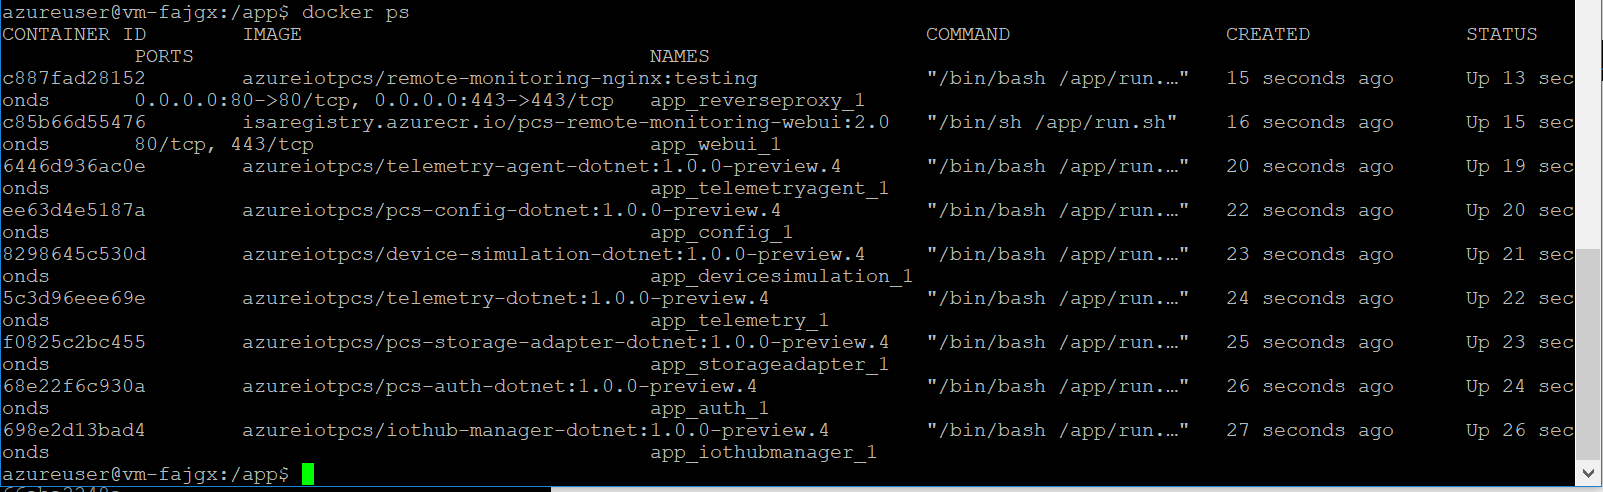 azureuser@vm-fajgx:/app$ docker ps
CONTAINER ID        IMAGE                                                    COMMAND                  CREATED             STATUS
           PORTS                                      NAMES
c887fad28152        azureiotpcs/remote-monitoring-nginx:testing              "/bin/bash /app/run.…"   15 seconds ago      Up 13 sec
onds       0.0.0.0:80->80/tcp, 0.0.0.0:443->443/tcp   app_reverseproxy_1
c85b66d55476        isaregistry.azurecr.io/pcs-remote-monitoring-webui:2.0   "/bin/sh /app/run.sh"    16 seconds ago      Up 15 sec
onds       80/tcp, 443/tcp                            app_webui_1
6446d936ac0e        azureiotpcs/telemetry-agent-dotnet:1.0.0-preview.4       "/bin/bash /app/run.…"   20 seconds ago      Up 19 sec
onds                                                  app_telemetryagent_1
ee63d4e5187a        azureiotpcs/pcs-config-dotnet:1.0.0-preview.4            "/bin/bash /app/run.…"   22 seconds ago      Up 20 sec
onds                                                  app_config_1
8298645c530d        azureiotpcs/device-simulation-dotnet:1.0.0-preview.4     "/bin/bash /app/run.…"   23 seconds ago      Up 21 sec
onds                                                  app_devicesimulation_1
5c3d96eee69e        azureiotpcs/telemetry-dotnet:1.0.0-preview.4             "/bin/bash /app/run.…"   24 seconds ago      Up 22 sec
onds                                                  app_telemetry_1
f0825c2bc455        azureiotpcs/pcs-storage-adapter-dotnet:1.0.0-preview.4   "/bin/bash /app/run.…"   25 seconds ago      Up 23 sec
onds                                                  app_storageadapter_1
68e22f6c930a        azureiotpcs/pcs-auth-dotnet:1.0.0-preview.4              "/bin/bash /app/run.…"   26 seconds ago      Up 24 sec
onds                                                  app_auth_1
698e2d13bad4        azureiotpcs/iothub-manager-dotnet:1.0.0-preview.4        "/bin/bash /app/run.…"   27 seconds ago      Up 26 sec
onds                                                  app_iothubmanager_1
azureuser@vm-fajgx:/app$